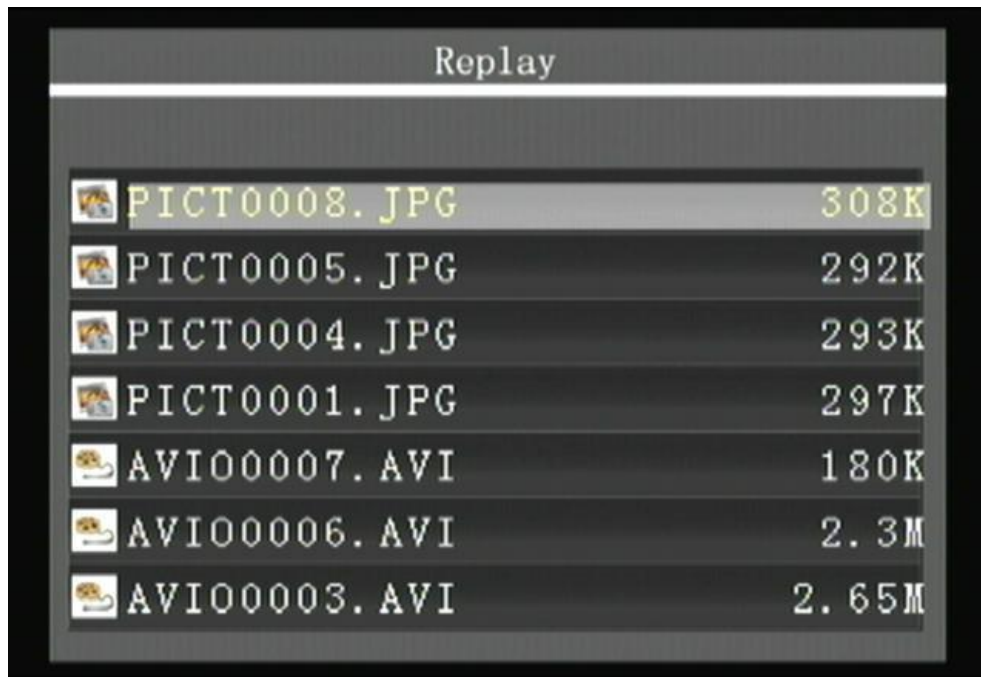 Replay
PICT0008.JPG 308K
PICT0005.JPG 292K
PICT0004.JPG 293K
PICT0001.JPG 297K
AVI00007.AVI 180K
AVI00006.AVI 2.3M
AVI00003.AVI 2.65M